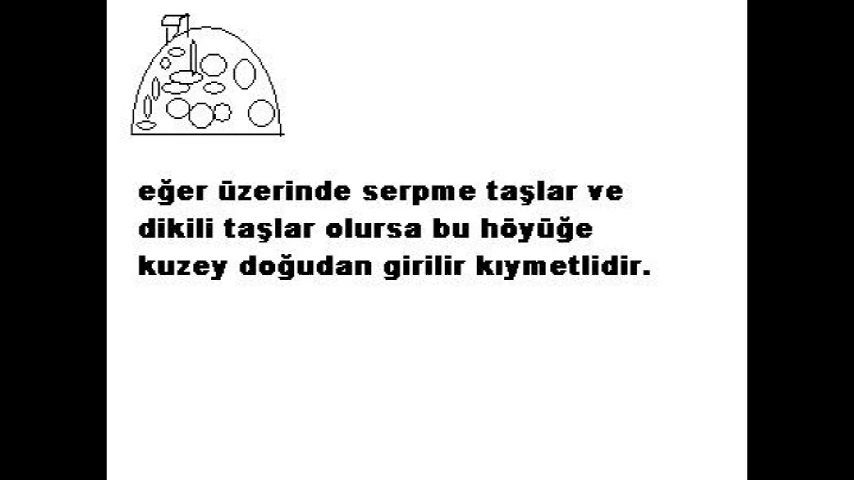 eğer üzerinde serpme taşlar ve
dikili taşlar olursa bu höyüğe
kuzey doğudan girilir kıymetlidir.